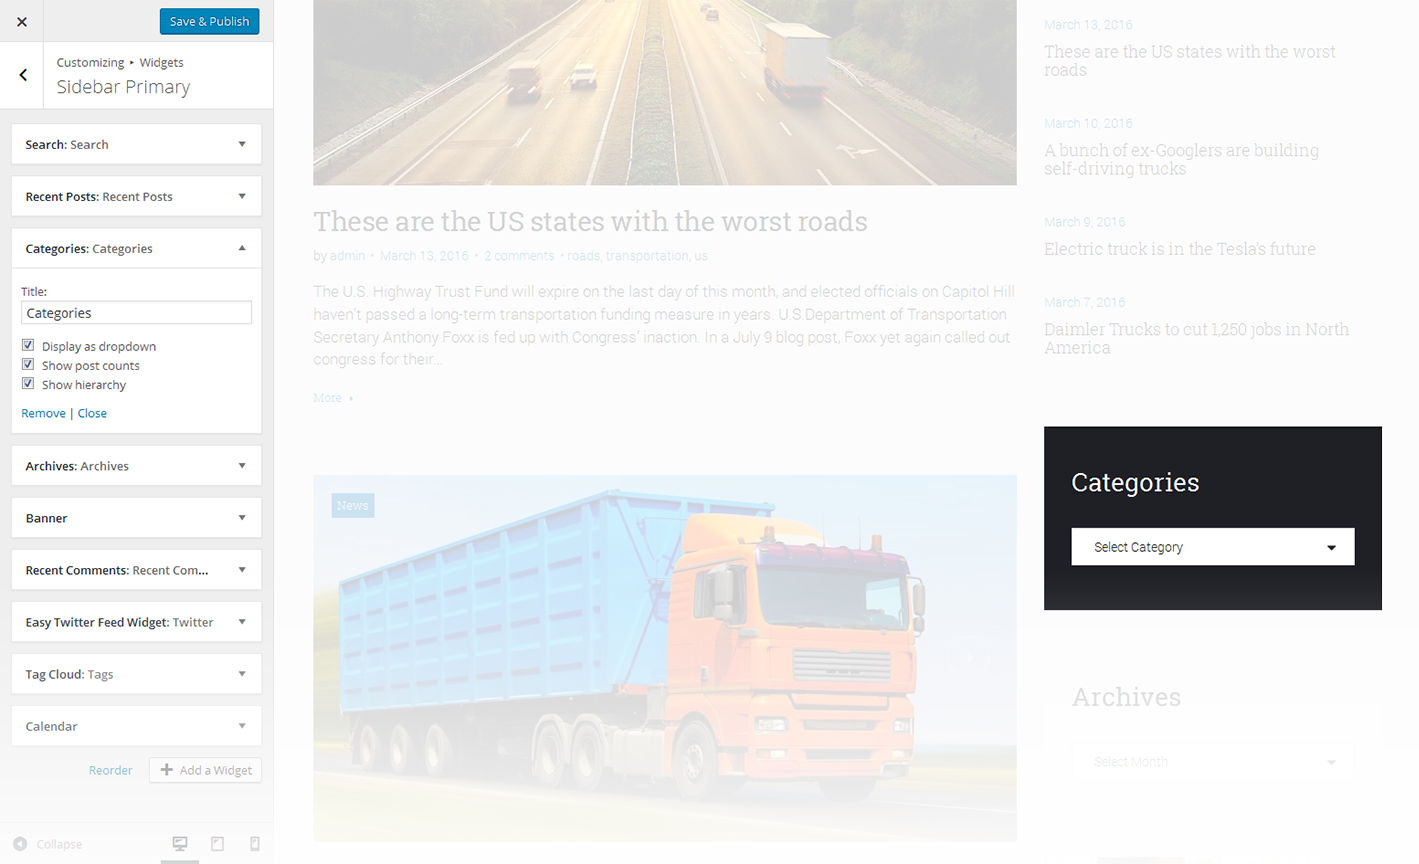 Save & Publish
Customizing ▸ Widgets
Sidebar Primary
Search: Search
Recent Posts: Recent Posts
Categories: Categories
Title:
Categories
Display as dropdown
Show post counts
Show hierarchy
Remove | Close
Archives: Archives
Banner
Recent Comments: Recent Com...
Easy Twitter Feed Widget: Twitter
Tag Cloud: Tags
Calendar
Reorder
Add a Widget
Collapse
These are the US states with the worst roads
by admin • March 13, 2016 • 2 comments • roads, transportation, us
The U.S. Highway Trust Fund will expire on the last day of this month, and elected officials on Capitol Hill
haven't passed a long-term transportation funding measure in years. U.S Department of Transportation
Secretary Anthony Foxx is fed up with Congress' inaction. In a July 9 blog post, Foxx yet again called out
congress for their...
More
News
March 13, 2016
These are the US states with the worst
roads
March 10, 2016
A bunch of ex-Googlers are building
self-driving trucks
March 9, 2016
Electric truck is in the Tesla's future
March 7, 2016
Daimler Trucks to cut 1,250 jobs in North
America
Categories
Select Category
Archives
Select Month